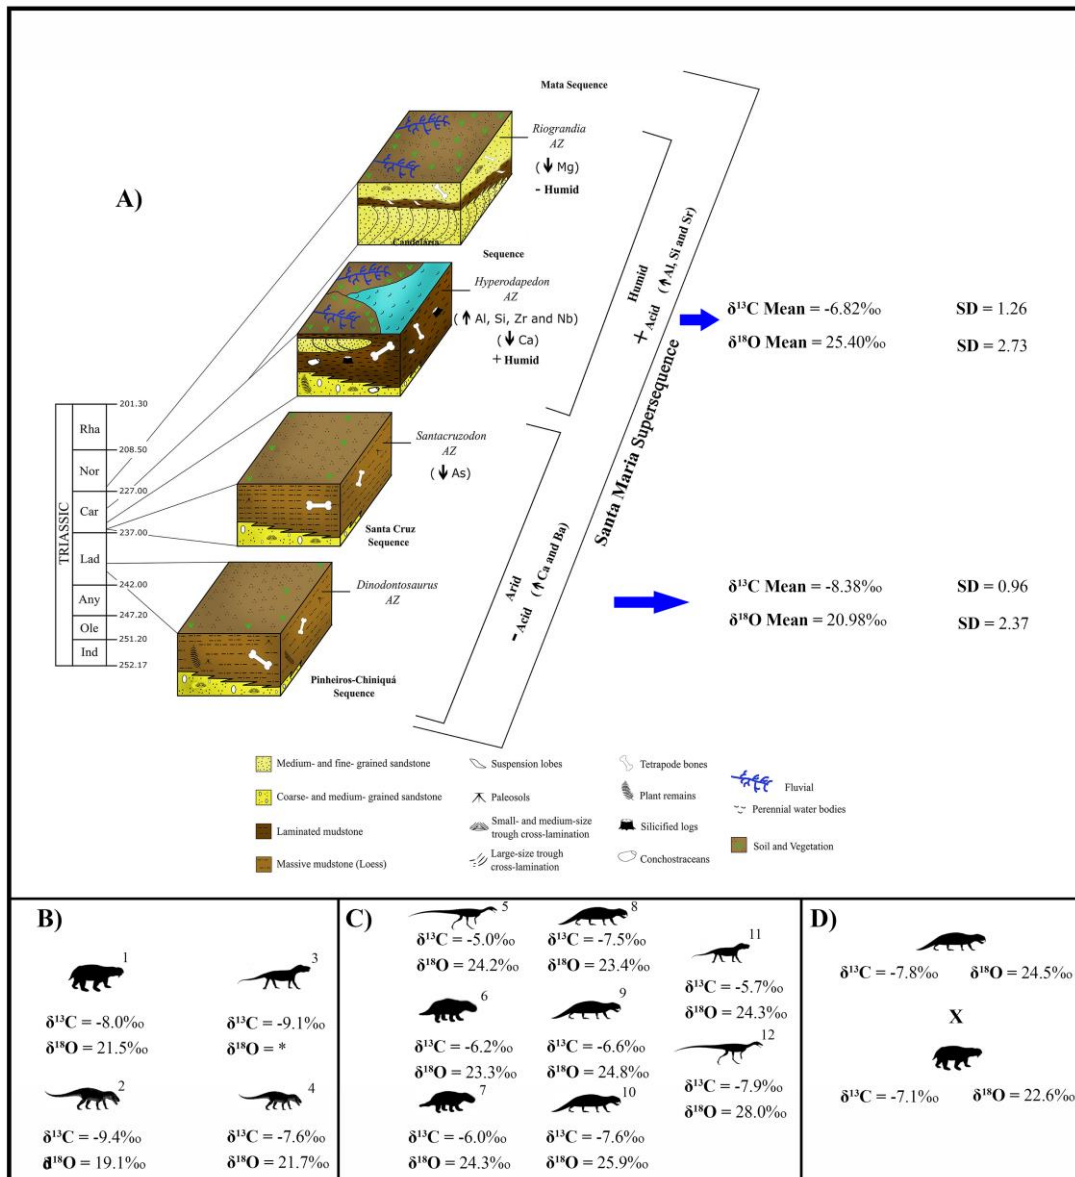 A)
Mata Sequence
Riograndia
AZ
(↓ Mg)
- Humid
Candelária
Sequence
Hyperodapedon
AZ
(↑ Al, Si, Zr and Nb)
(↓ Ca)
+ Humid
Santacruzodon
AZ
(↓ As)
Santa Cruz
Sequence
Dinodontosaurus
AZ
Pinheiros-Chiniquá
Sequence
TRIASSIC
201.30
Rha
208.50
Nor
227.00
Car
237.00
Lad
242.00
Any
247.20
Ole
251.20
Ind
252.17
Humid
+ Acid (↑Al, Si and Sr)
Arid
- Acid (↑Ca and Ba)
Santa Maria Supersequence
δ¹³C Mean = -6.82‰ SD = 1.26
δ¹⁸O Mean = 25.40‰ SD = 2.73
δ¹³C Mean = -8.38‰ SD = 0.96
δ¹⁸O Mean = 20.98‰ SD = 2.37
Medium- and fine- grained sandstone
Coarse- and medium- grained sandstone
Laminated mudstone
Massive mudstone (Loess)
Suspension lobes
Paleosols
Small- and medium-size
trough cross-lamination
Large-size trough
cross-lamination
Tetrapode bones
Plant remains
Silicified logs
Conchostraceans
Fluvial
Perennial water bodies
Soil and Vegetation
B)
1
δ¹³C = -8.0‰
δ¹⁸O = 21.5‰
2
δ¹³C = -9.4‰
δ¹⁸O = 19.1‰
3
δ¹³C = -9.1‰
δ¹⁸O = *
4
δ¹³C = -7.6‰
δ¹⁸O = 21.7‰
C)
5
δ¹³C = -5.0‰
δ¹⁸O = 24.2‰
6
δ¹³C = -6.2‰
δ¹⁸O = 23.3‰
7
δ¹³C = -6.0‰
δ¹⁸O = 24.3‰
8
δ¹³C = -7.5‰
δ¹⁸O = 23.4‰
9
δ¹³C = -6.6‰
δ¹⁸O = 24.8‰
10
δ¹³C = -7.6‰
δ¹⁸O = 25.9‰
11
δ¹³C = -5.7‰
δ¹⁸O = 24.3‰
12
δ¹³C = -7.9‰
δ¹⁸O = 28.0‰
D)
δ¹³C = -7.8‰ δ¹⁸O = 24.5‰
X
δ¹³C = -7.1‰ δ¹⁸O = 22.6‰